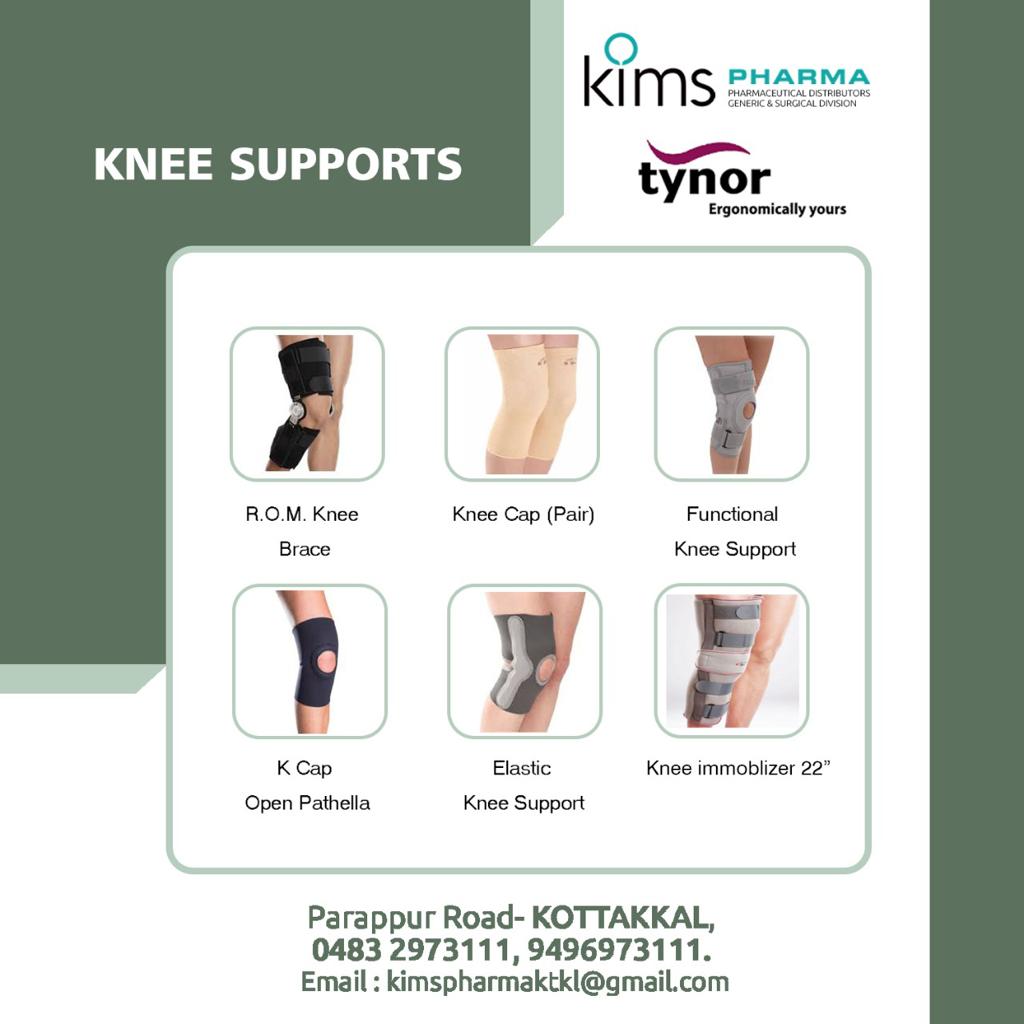 kims PHARMA
PHARMACEUTICAL DISTRIBUTORS
GENERIC & SURGICAL DIVISION
KNEE SUPPORTS
tynor
Ergonomically yours
R.O.M. Knee
Brace
Knee Cap (Pair)
Functional
Knee Support
K Cap
Open Pathella
Elastic
Knee Support
Knee immoblizer 22”
Parappur Road- KOTTAKKAL,
0483 2973111, 9496973111.
Email : kimspharmaktkl@gmail.com